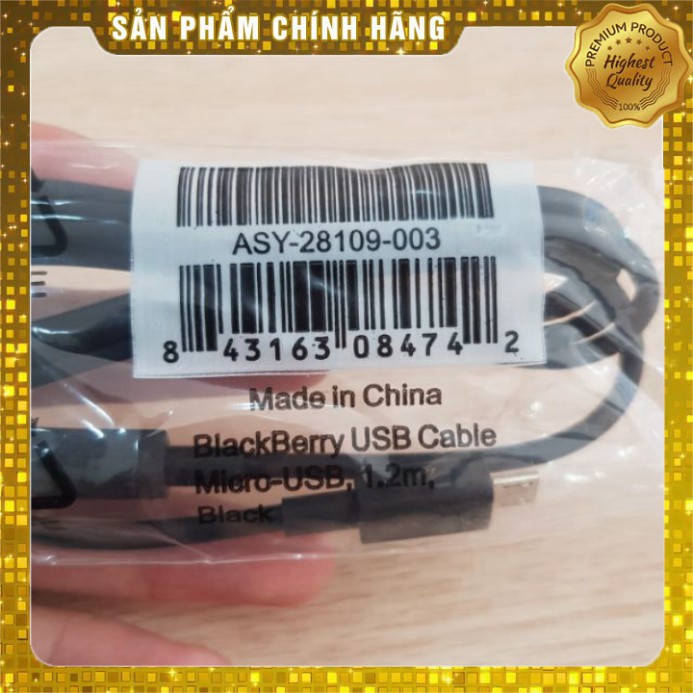 SẢN PHẨM CHÍNH HÃNG
PREMIUM PRODUCT
Highest
Quality
100%
ASY-28109-003
8 43163 08474 2
Made in China
BlackBerry USB Cable
Micro-USB, 1.2m,
Black